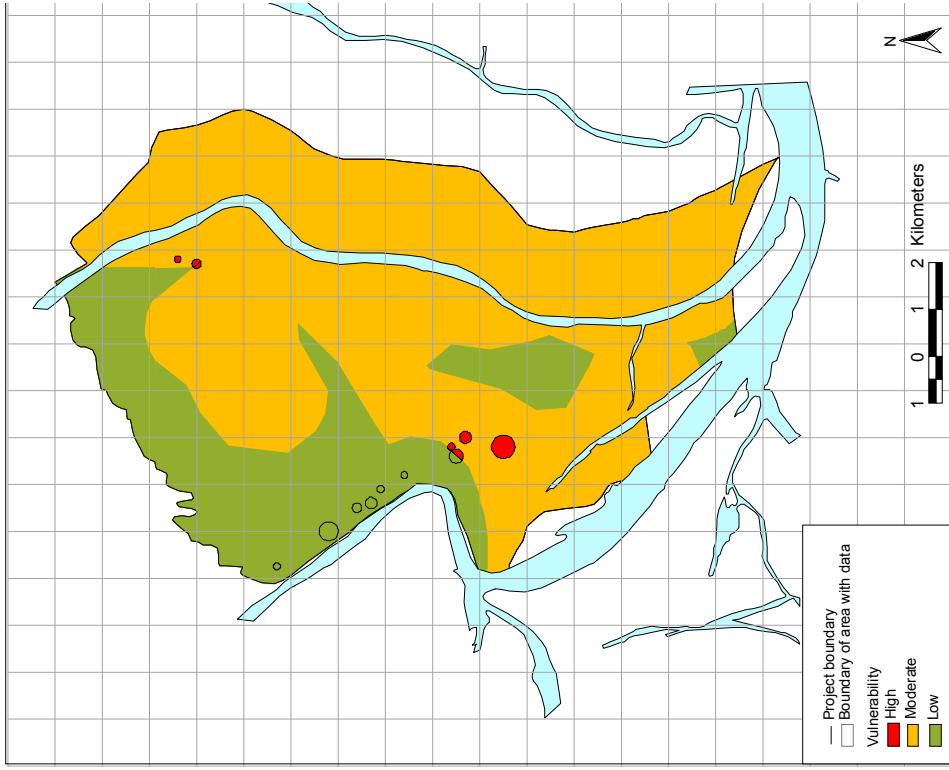 N
1 0 1 2 Kilometers
Project boundary
Boundary of area with data
Vulnerability
High
Moderate
Low